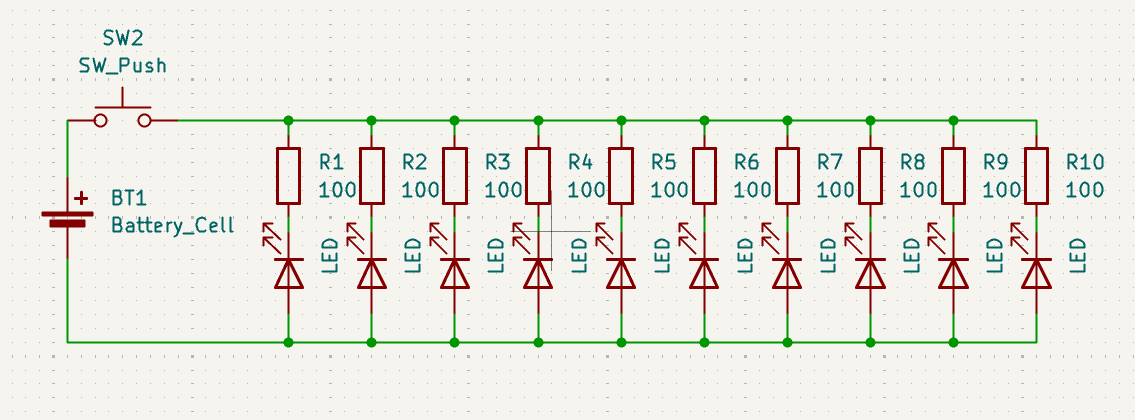 SW2
SW_Push
BT1
Battery_Cell
R1
100
R2
100
R3
100
R4
100
R5
100
R6
100
R7
100
R8
100
R9
100
R10
100
LED
LED
LED
LED
LED
LED
LED
LED
LED
LED